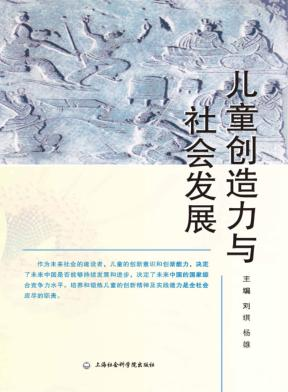 儿童创造力与
社会发展
主编 刘琪 杨雄
作为未来社会的建设者、儿童的创新意识和创新能力，决定
了未来中国是否能够持续发展和进步，决定了未来中国的国家综
合竞争力水平。培养和锻炼儿童的创新精神及实践能力是全社会
应尽的职责。
上海社会科学院出版社